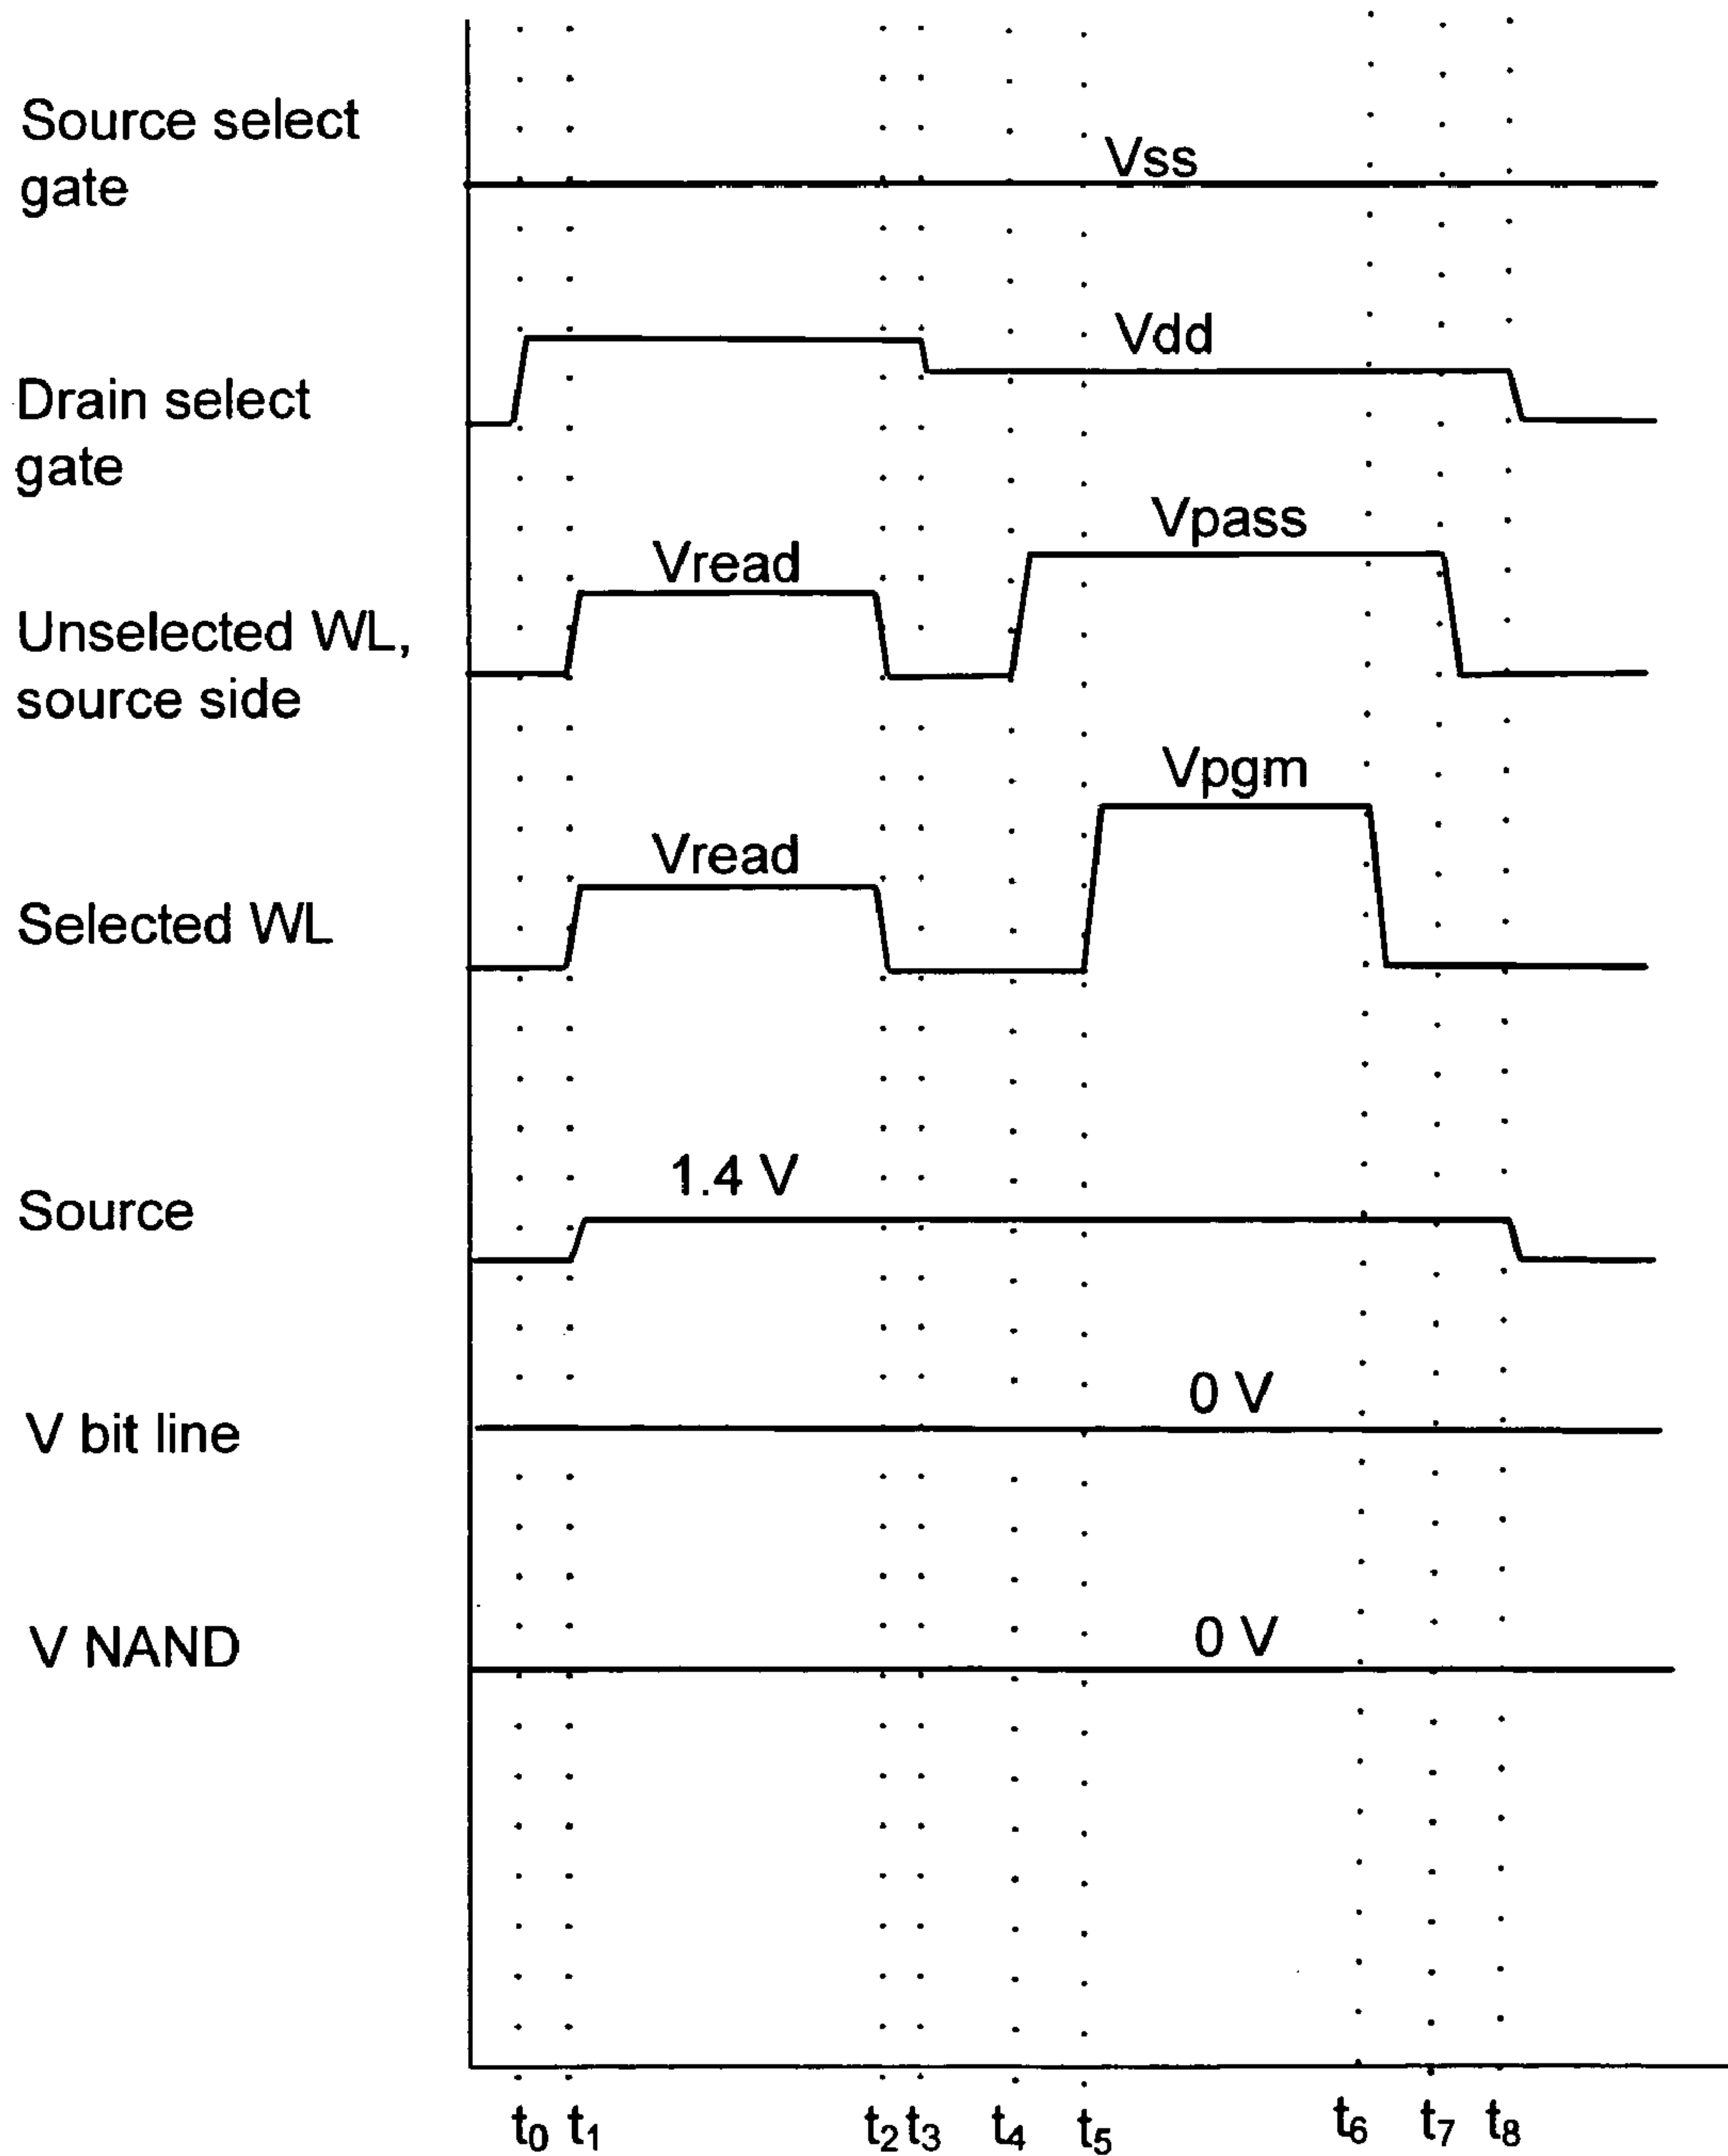 Source select
gate
Vss
Drain select
gate
Vdd
Unselected WL,
source side
Vread
Vpass
Selected WL
Vread
Vpgm
Source
1.4 V
V bit line
0 V
V NAND
0 V
t0 t1 t2 t3 t4 t5 t6 t7 t8